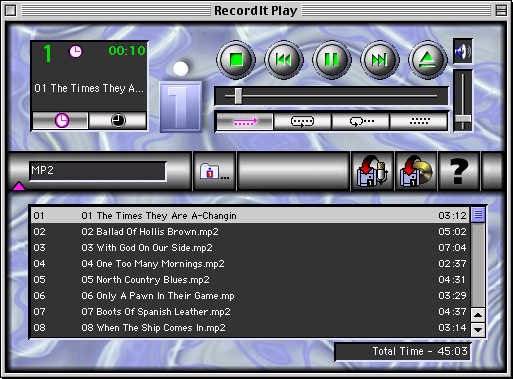 RecordIt Play
1 00:10
01 The Times They A...
1
MP2
...
?
01 01 The Times They Are A-Changin 03:12
02 02 Ballad Of Hollis Brown.mp2 05:02
03 03 With God On Our Side.mp2 07:04
04 04 One Too Many Mornings.mp2 02:37
05 05 North Country Blues.mp2 04:31
06 06 Only A Pawn In Their Game.mp 03:29
07 07 Boots Of Spanish Leather.mp2 04:37
08 08 When The Ship Comes In.mp2 03:14
Total Time - 45:03